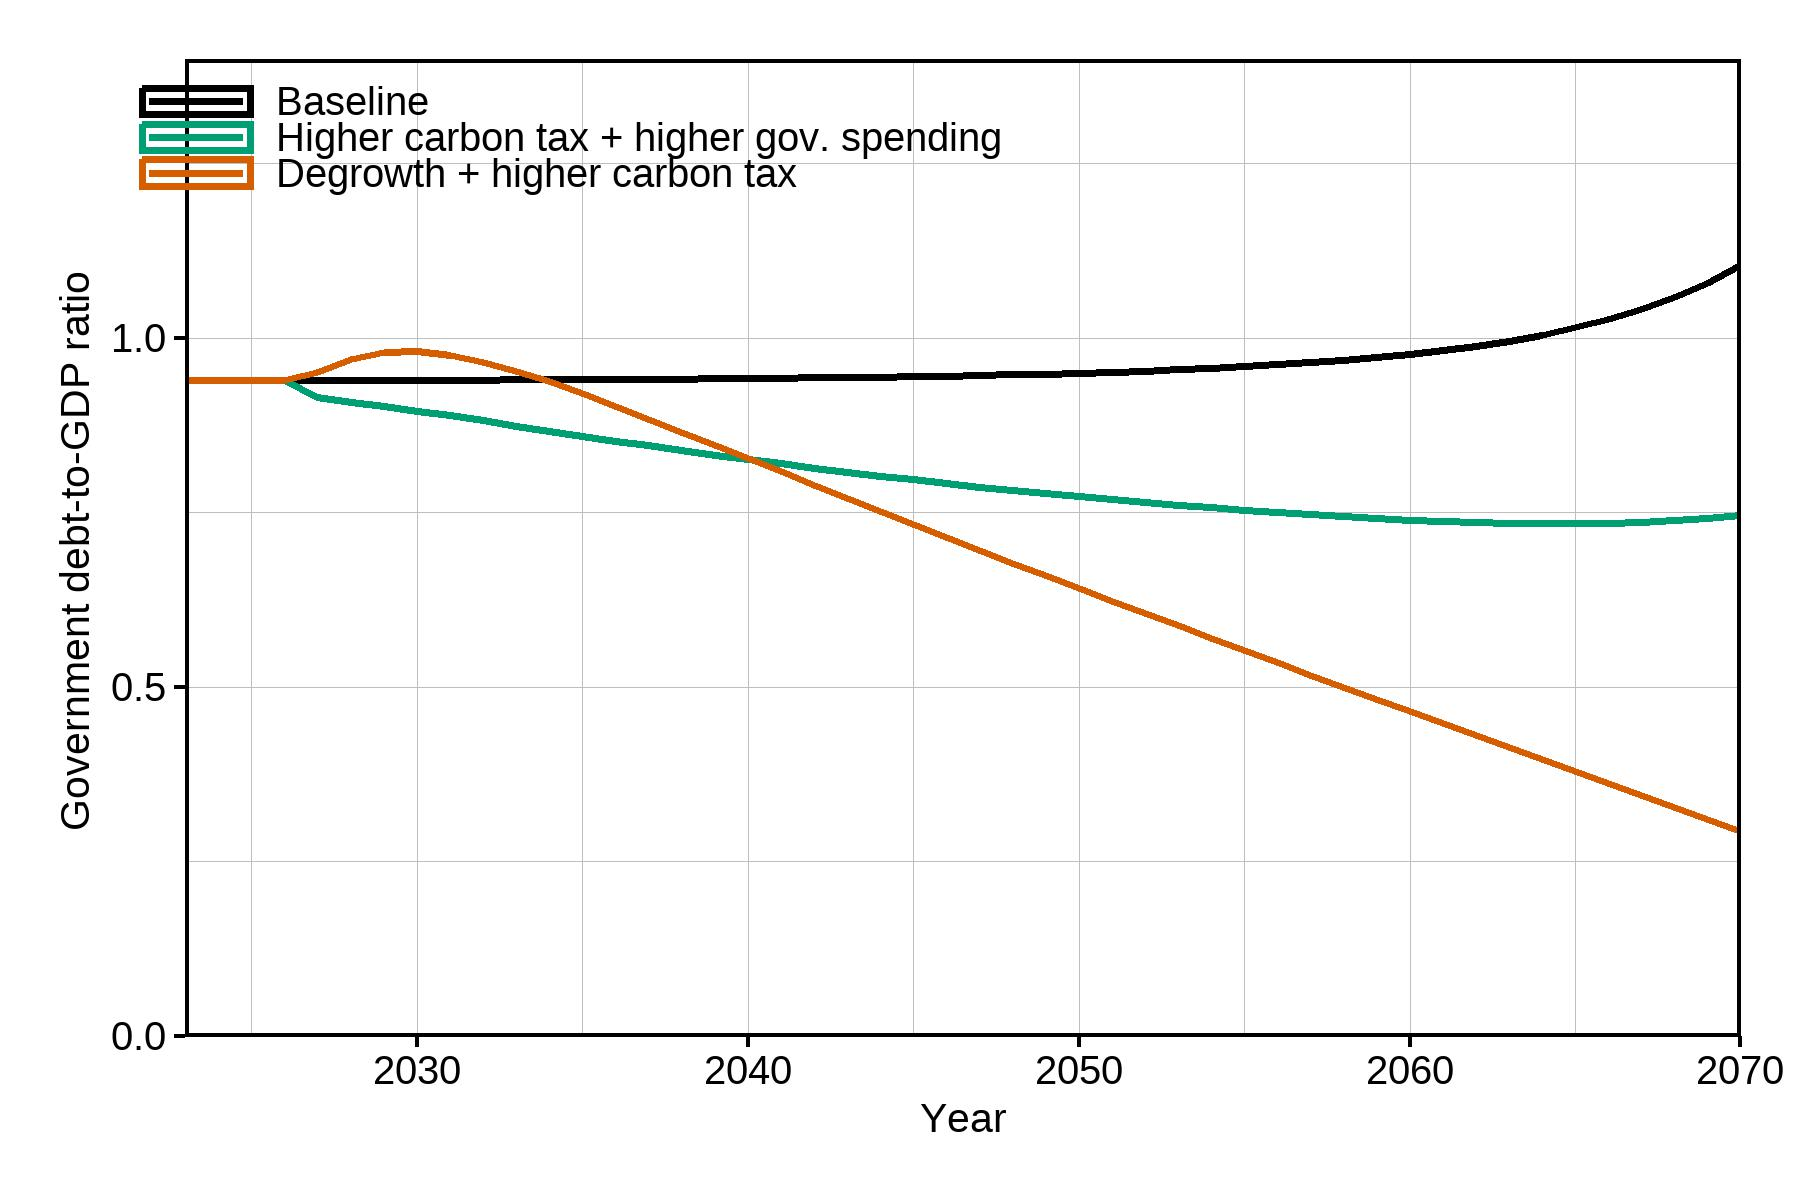 Baseline
Higher carbon tax + higher gov. spending
Degrowth + higher carbon tax
Government debt-to-GDP ratio
1.0
0.5
0.0
2030 2040 2050 2060 2070
Year